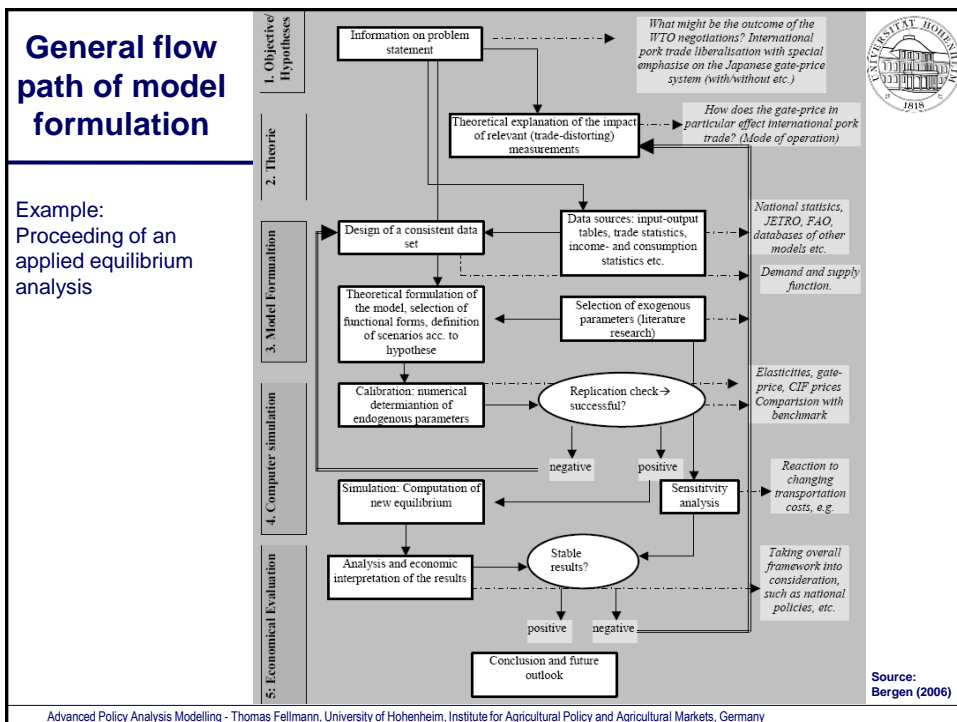 General flow
path of model
formulation
Example:
Proceeding of an
applied equilibrium
analysis
1. Objective/
Hypotheses
Information on problem
statement
What might be the outcome of the
WTO negotiations? International
pork trade liberalisation with special
emphasise on the Japanese gate-price
system (with/without etc.)
UNIVERSITÄT HOHENHEIM
1818
2. Theorie
Theoretical explanation of the impact
of relevant (trade-distorting)
measurements
How does the gate-price in
particular effect international pork
trade? (Mode of operation)
3. Model Formualtion
Design of a consistent data
set
Data sources: input-output
tables, trade statistics,
income- and consumption
statistics etc.
National statistics,
JETRO, FAO,
databases of other
models etc.
Demand and supply
function.
Theoretical formulation of
the model, selection of
functional forms, definition
of scenarios acc. to
hypothese
Selection of exogenous
parameters (literature
research)
4. Computer simulation
Calibration: numerical
determiantion of
endogenous parameters
Replication check→
successful?
Elasticities, gate-
price, CIF prices
Comparision with
benchmark
negative
positive
Simulation: Computation of
new equilibrium
Sensitivity
analysis
Reaction to
changing
transportation
costs, e.g.
5: Economical Evaluation
Analysis and economic
interpretation of the results
Stable
results?
Taking overall
framework into
consideration,
such as national
policies, etc.
positive
negative
Conclusion and future
outlook
Source:
Bergen (2006)
Advanced Policy Analysis Modelling - Thomas Fellmann, University of Hohenheim, Institute for Agricultural Policy and Agricultural Markets, Germany